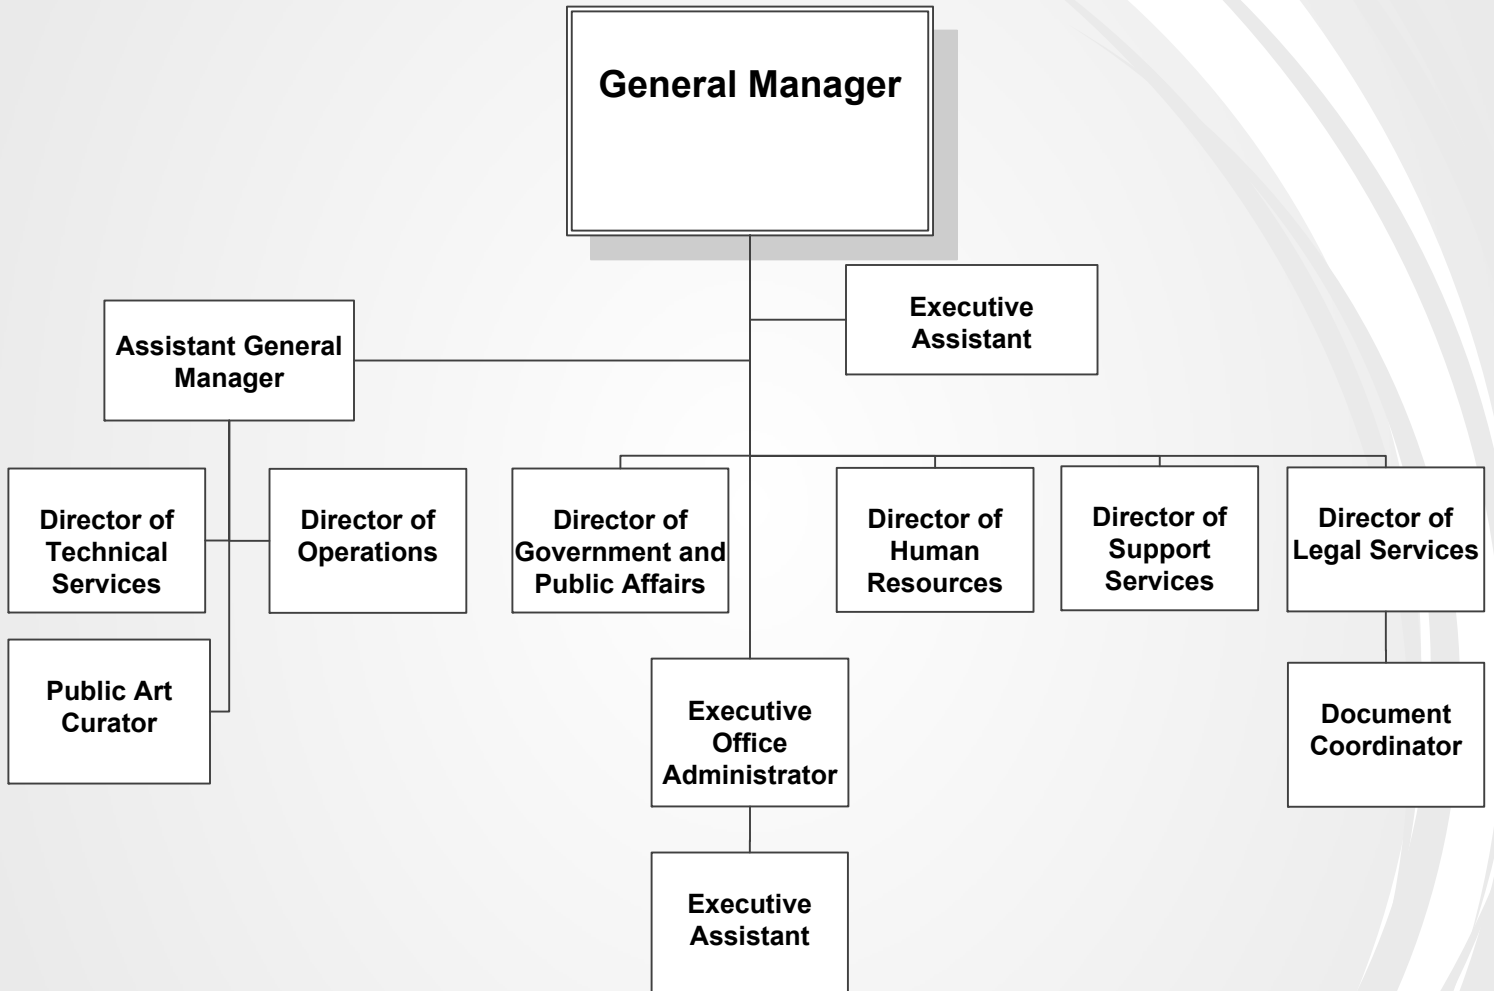 General Manager
Executive
Assistant
Assistant General
Manager
Director of
Technical
Services
Director of
Operations
Director of
Government and
Public Affairs
Director of
Human
Resources
Director of
Support
Services
Director of
Legal Services
Public Art
Curator
Executive
Office
Administrator
Document
Coordinator
Executive
Assistant